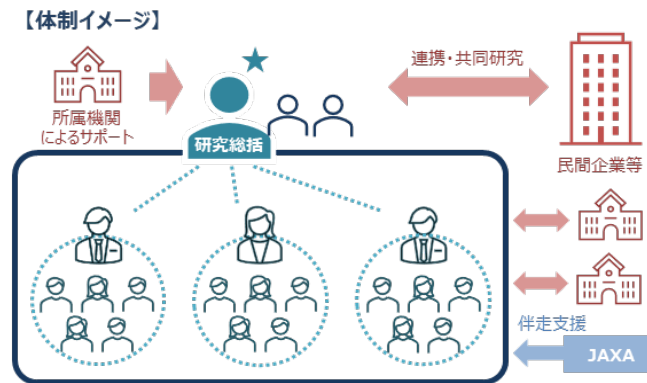 【体制イメージ】
連携・共同研究
所属機関
によるサポート
研究総括
民間企業等
伴走支援
JAXA